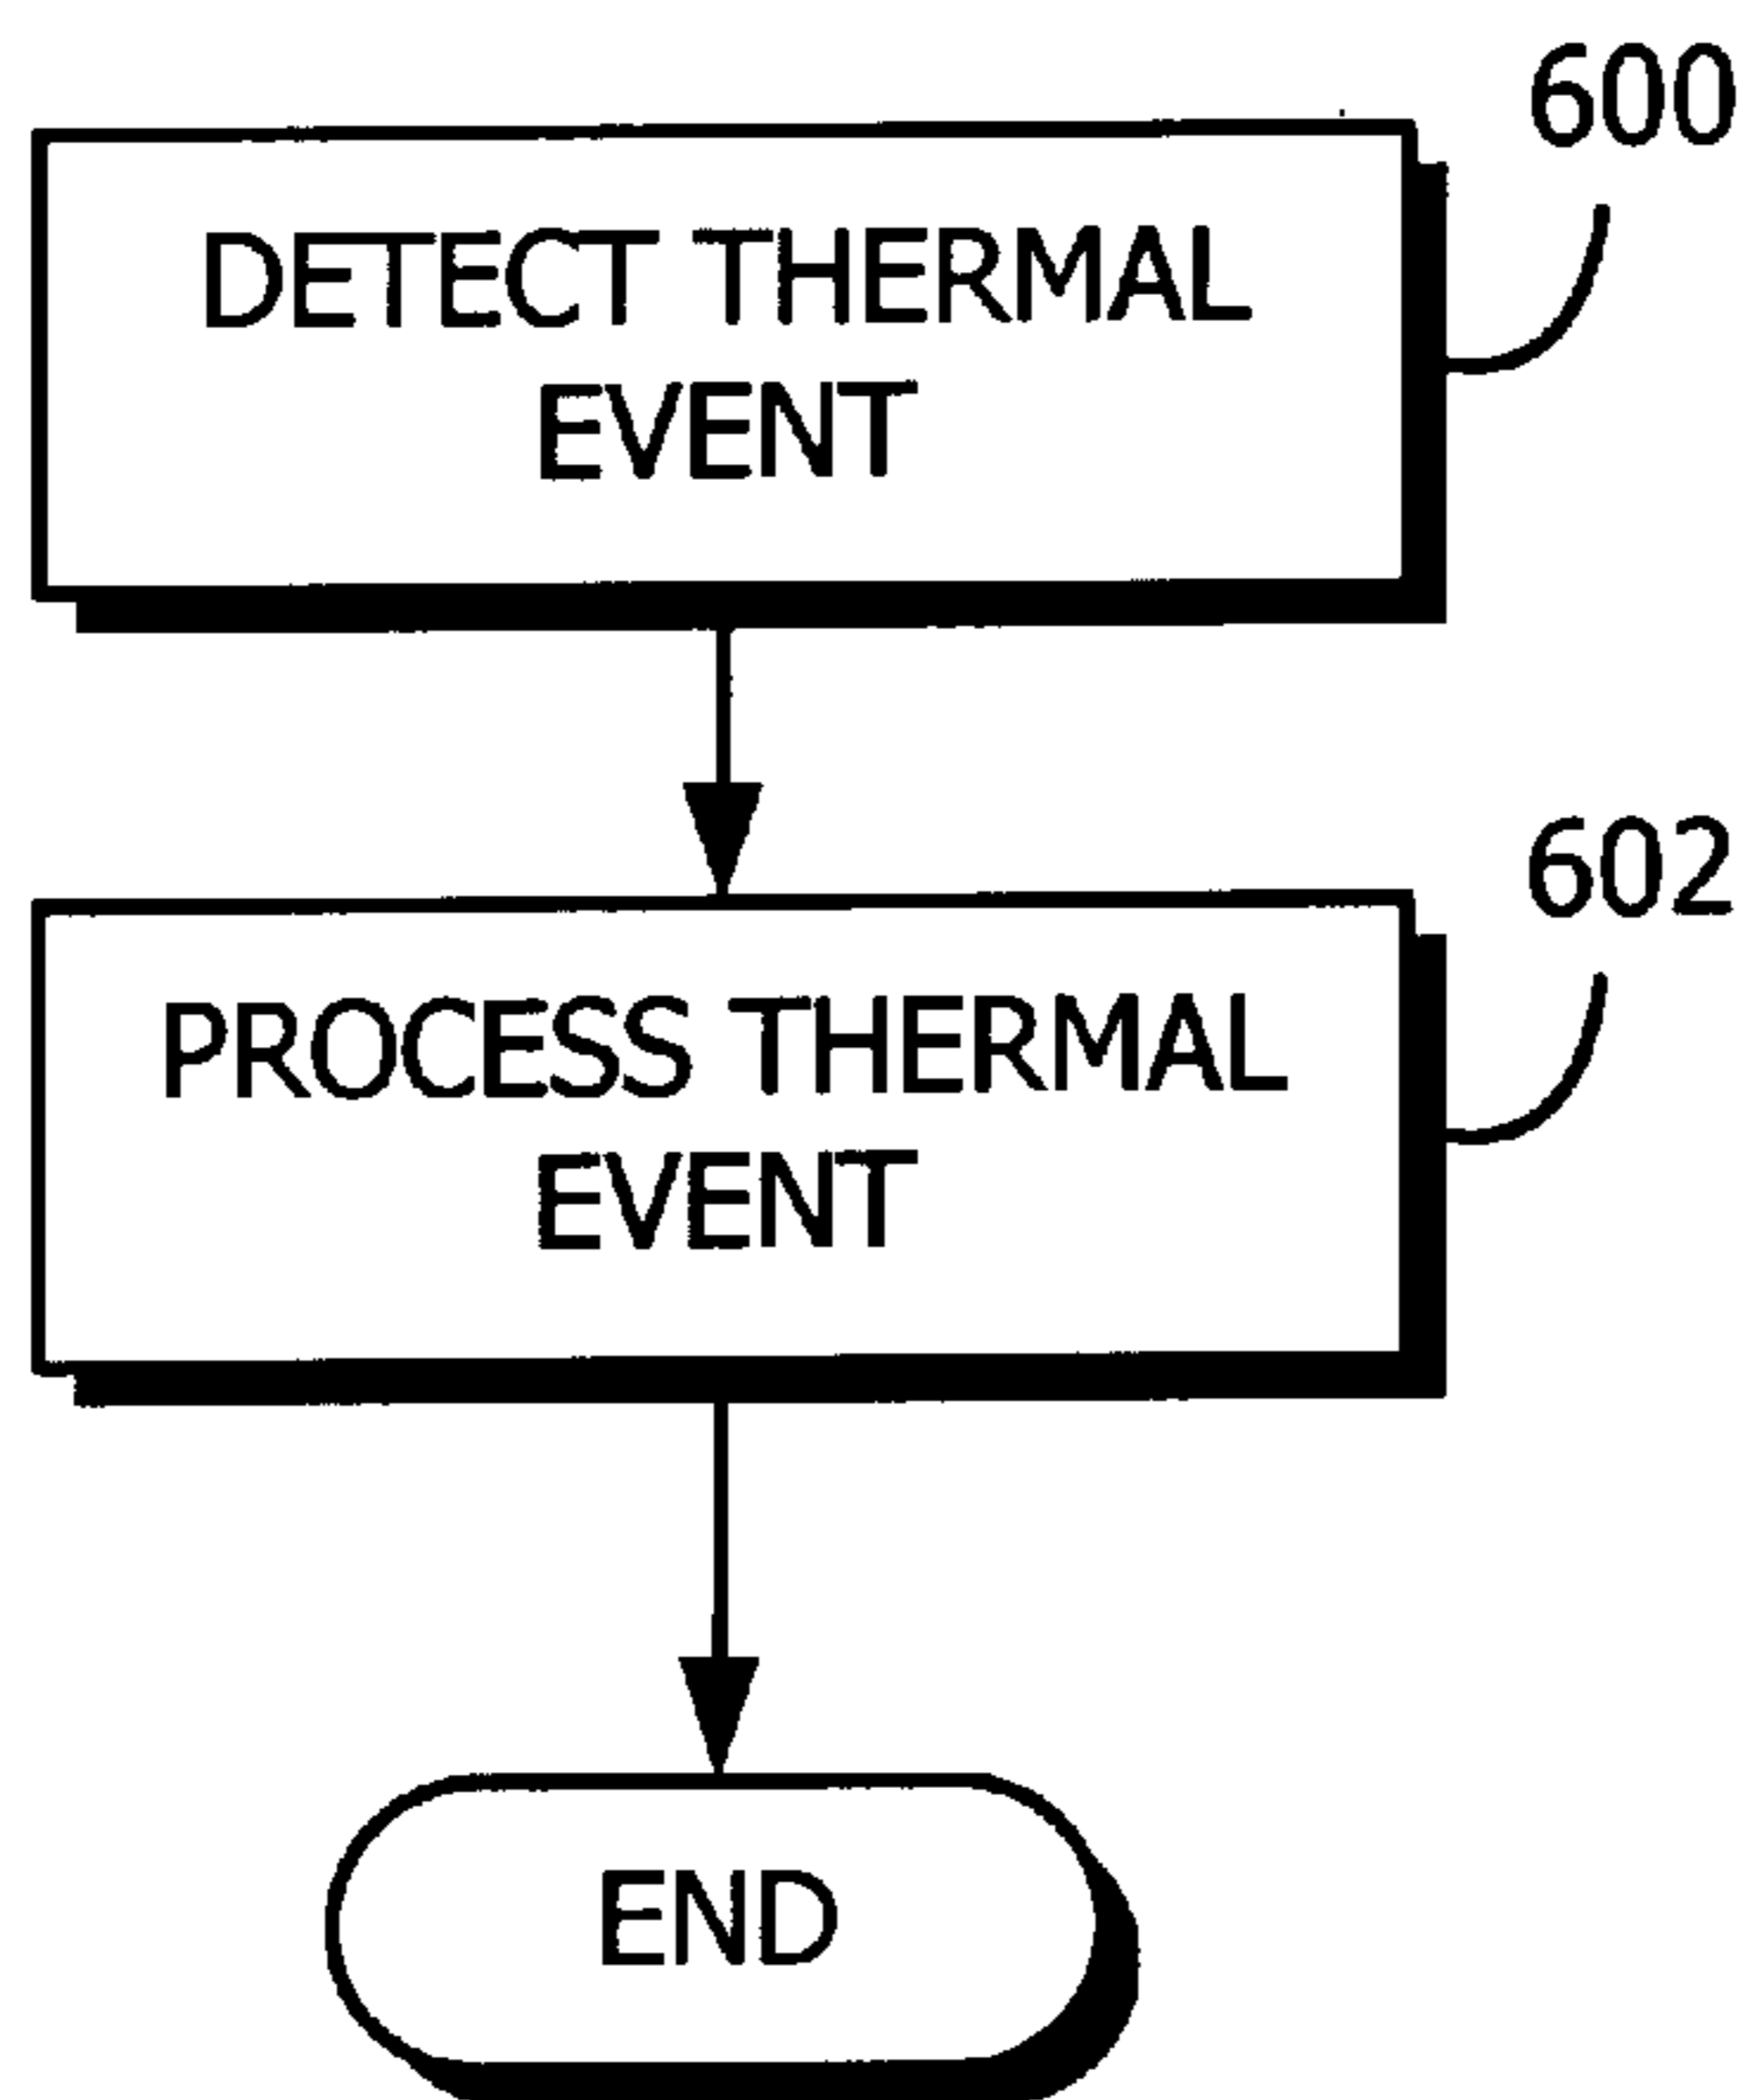 600
DETECT THERMAL
EVENT
602
PROCESS THERMAL
EVENT
END